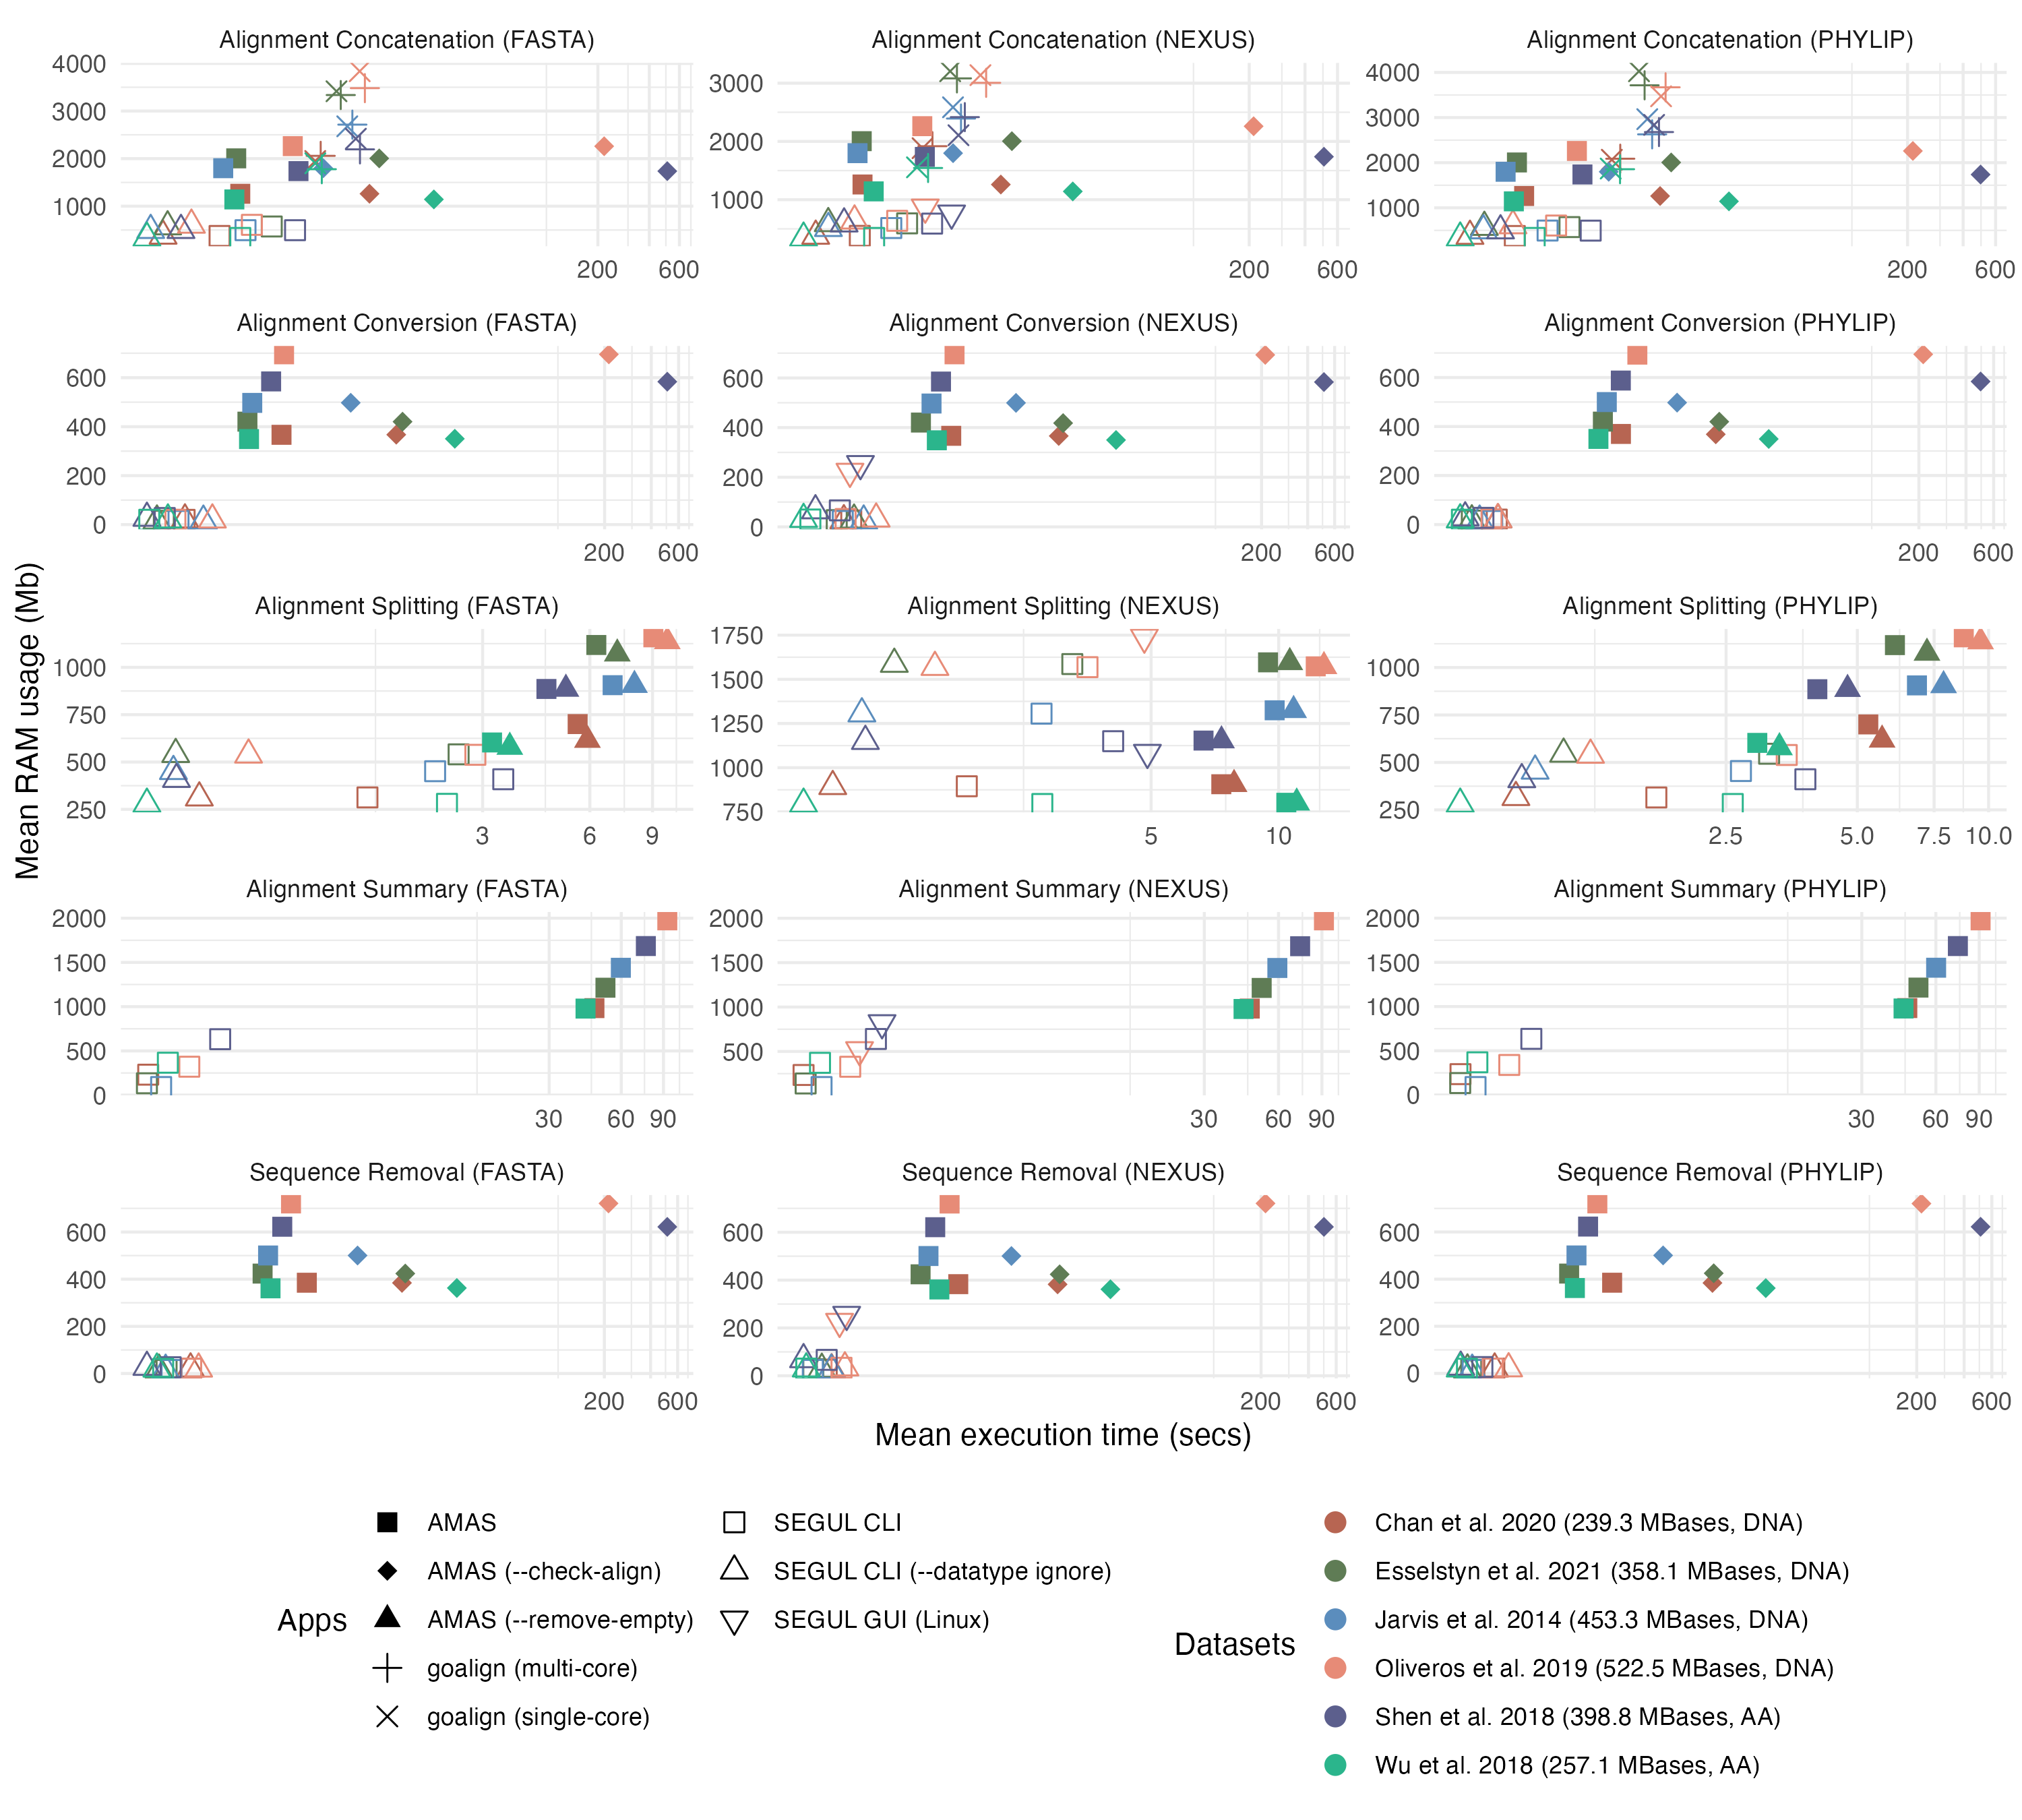 Alignment Concatenation (FASTA)
Alignment Concatenation (NEXUS)
Alignment Concatenation (PHYLIP)
4000
3000
2000
1000
200 600
3000
2000
1000
200 600
4000
3000
2000
1000
200 600
Alignment Conversion (FASTA)
Alignment Conversion (NEXUS)
Alignment Conversion (PHYLIP)
600
400
200
0
200 600
600
400
200
0
200 600
600
400
200
0
200 600
Mean RAM usage (Mb)
Alignment Splitting (FASTA)
Alignment Splitting (NEXUS)
Alignment Splitting (PHYLIP)
1000
750
500
250
3 6 9
1750
1500
1250
1000
750
5 10
1000
750
500
250
2.5 5.0 7.5 10.0
Alignment Summary (FASTA)
Alignment Summary (NEXUS)
Alignment Summary (PHYLIP)
2000
1500
1000
500
0
30 60 90
2000
1500
1000
500
30 60 90
2000
1500
1000
500
0
30 60 90
Sequence Removal (FASTA)
Sequence Removal (NEXUS)
Sequence Removal (PHYLIP)
600
400
200
0
200 600
600
400
200
0
200 600
600
400
200
0
200 600
Mean execution time (secs)
Apps
AMAS
AMAS (--check-align)
AMAS (--remove-empty)
goalign (multi-core)
goalign (single-core)
SEGUL CLI
SEGUL CLI (--datatype ignore)
SEGUL GUI (Linux)
Datasets
Chan et al. 2020 (239.3 MBases, DNA)
Esselstyn et al. 2021 (358.1 MBases, DNA)
Jarvis et al. 2014 (453.3 MBases, DNA)
Oliveros et al. 2019 (522.5 MBases, DNA)
Shen et al. 2018 (398.8 MBases, AA)
Wu et al. 2018 (257.1 MBases, AA)